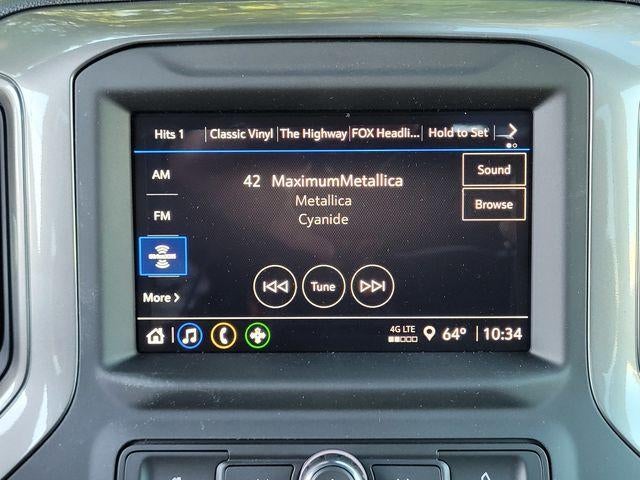 Hits 1 Classic Vinyl The Highway FOX Headli... Hold to Set
AM
42 MaximumMetallica
Sound
Metallica
Browse
FM
Cyanide
SiriusXM
Tune
More
4G LTE 64° 10:34